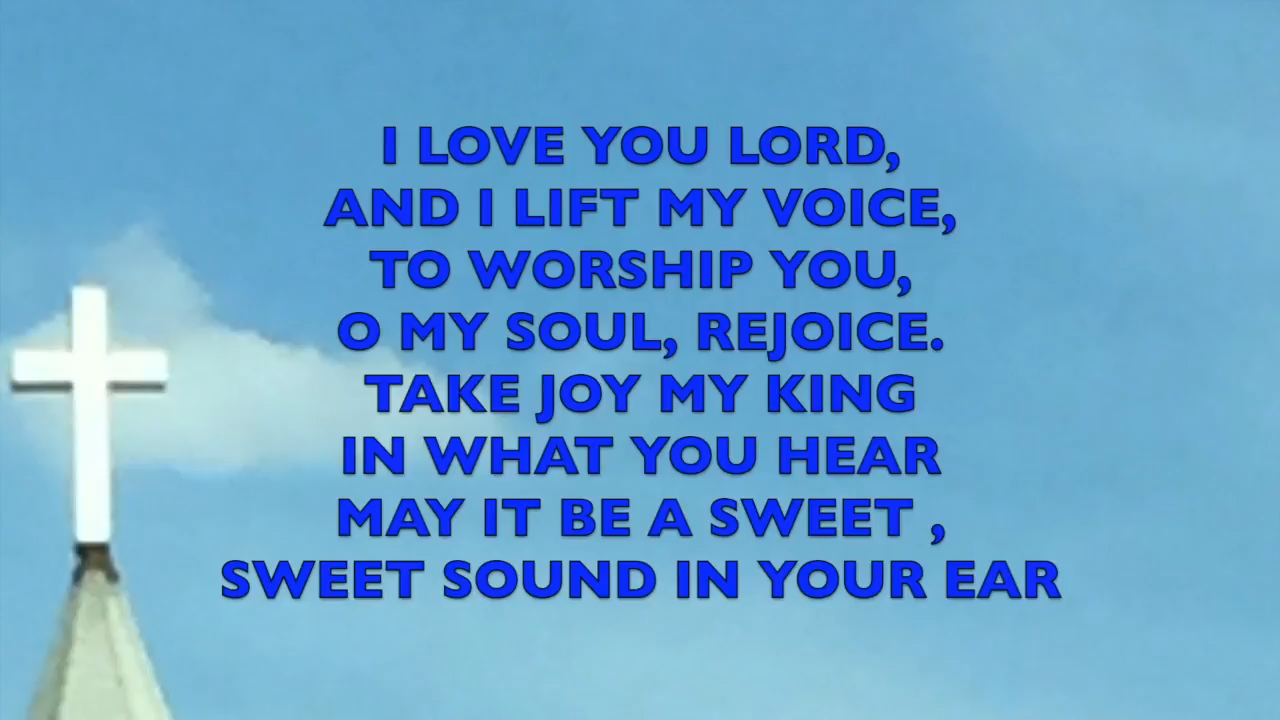 I LOVE YOU LORD,
AND I LIFT MY VOICE,
TO WORSHIP YOU,
O MY SOUL, REJOICE.
TAKE JOY MY KING
IN WHAT YOU HEAR
MAY IT BE A SWEET ,
SWEET SOUND IN YOUR EAR